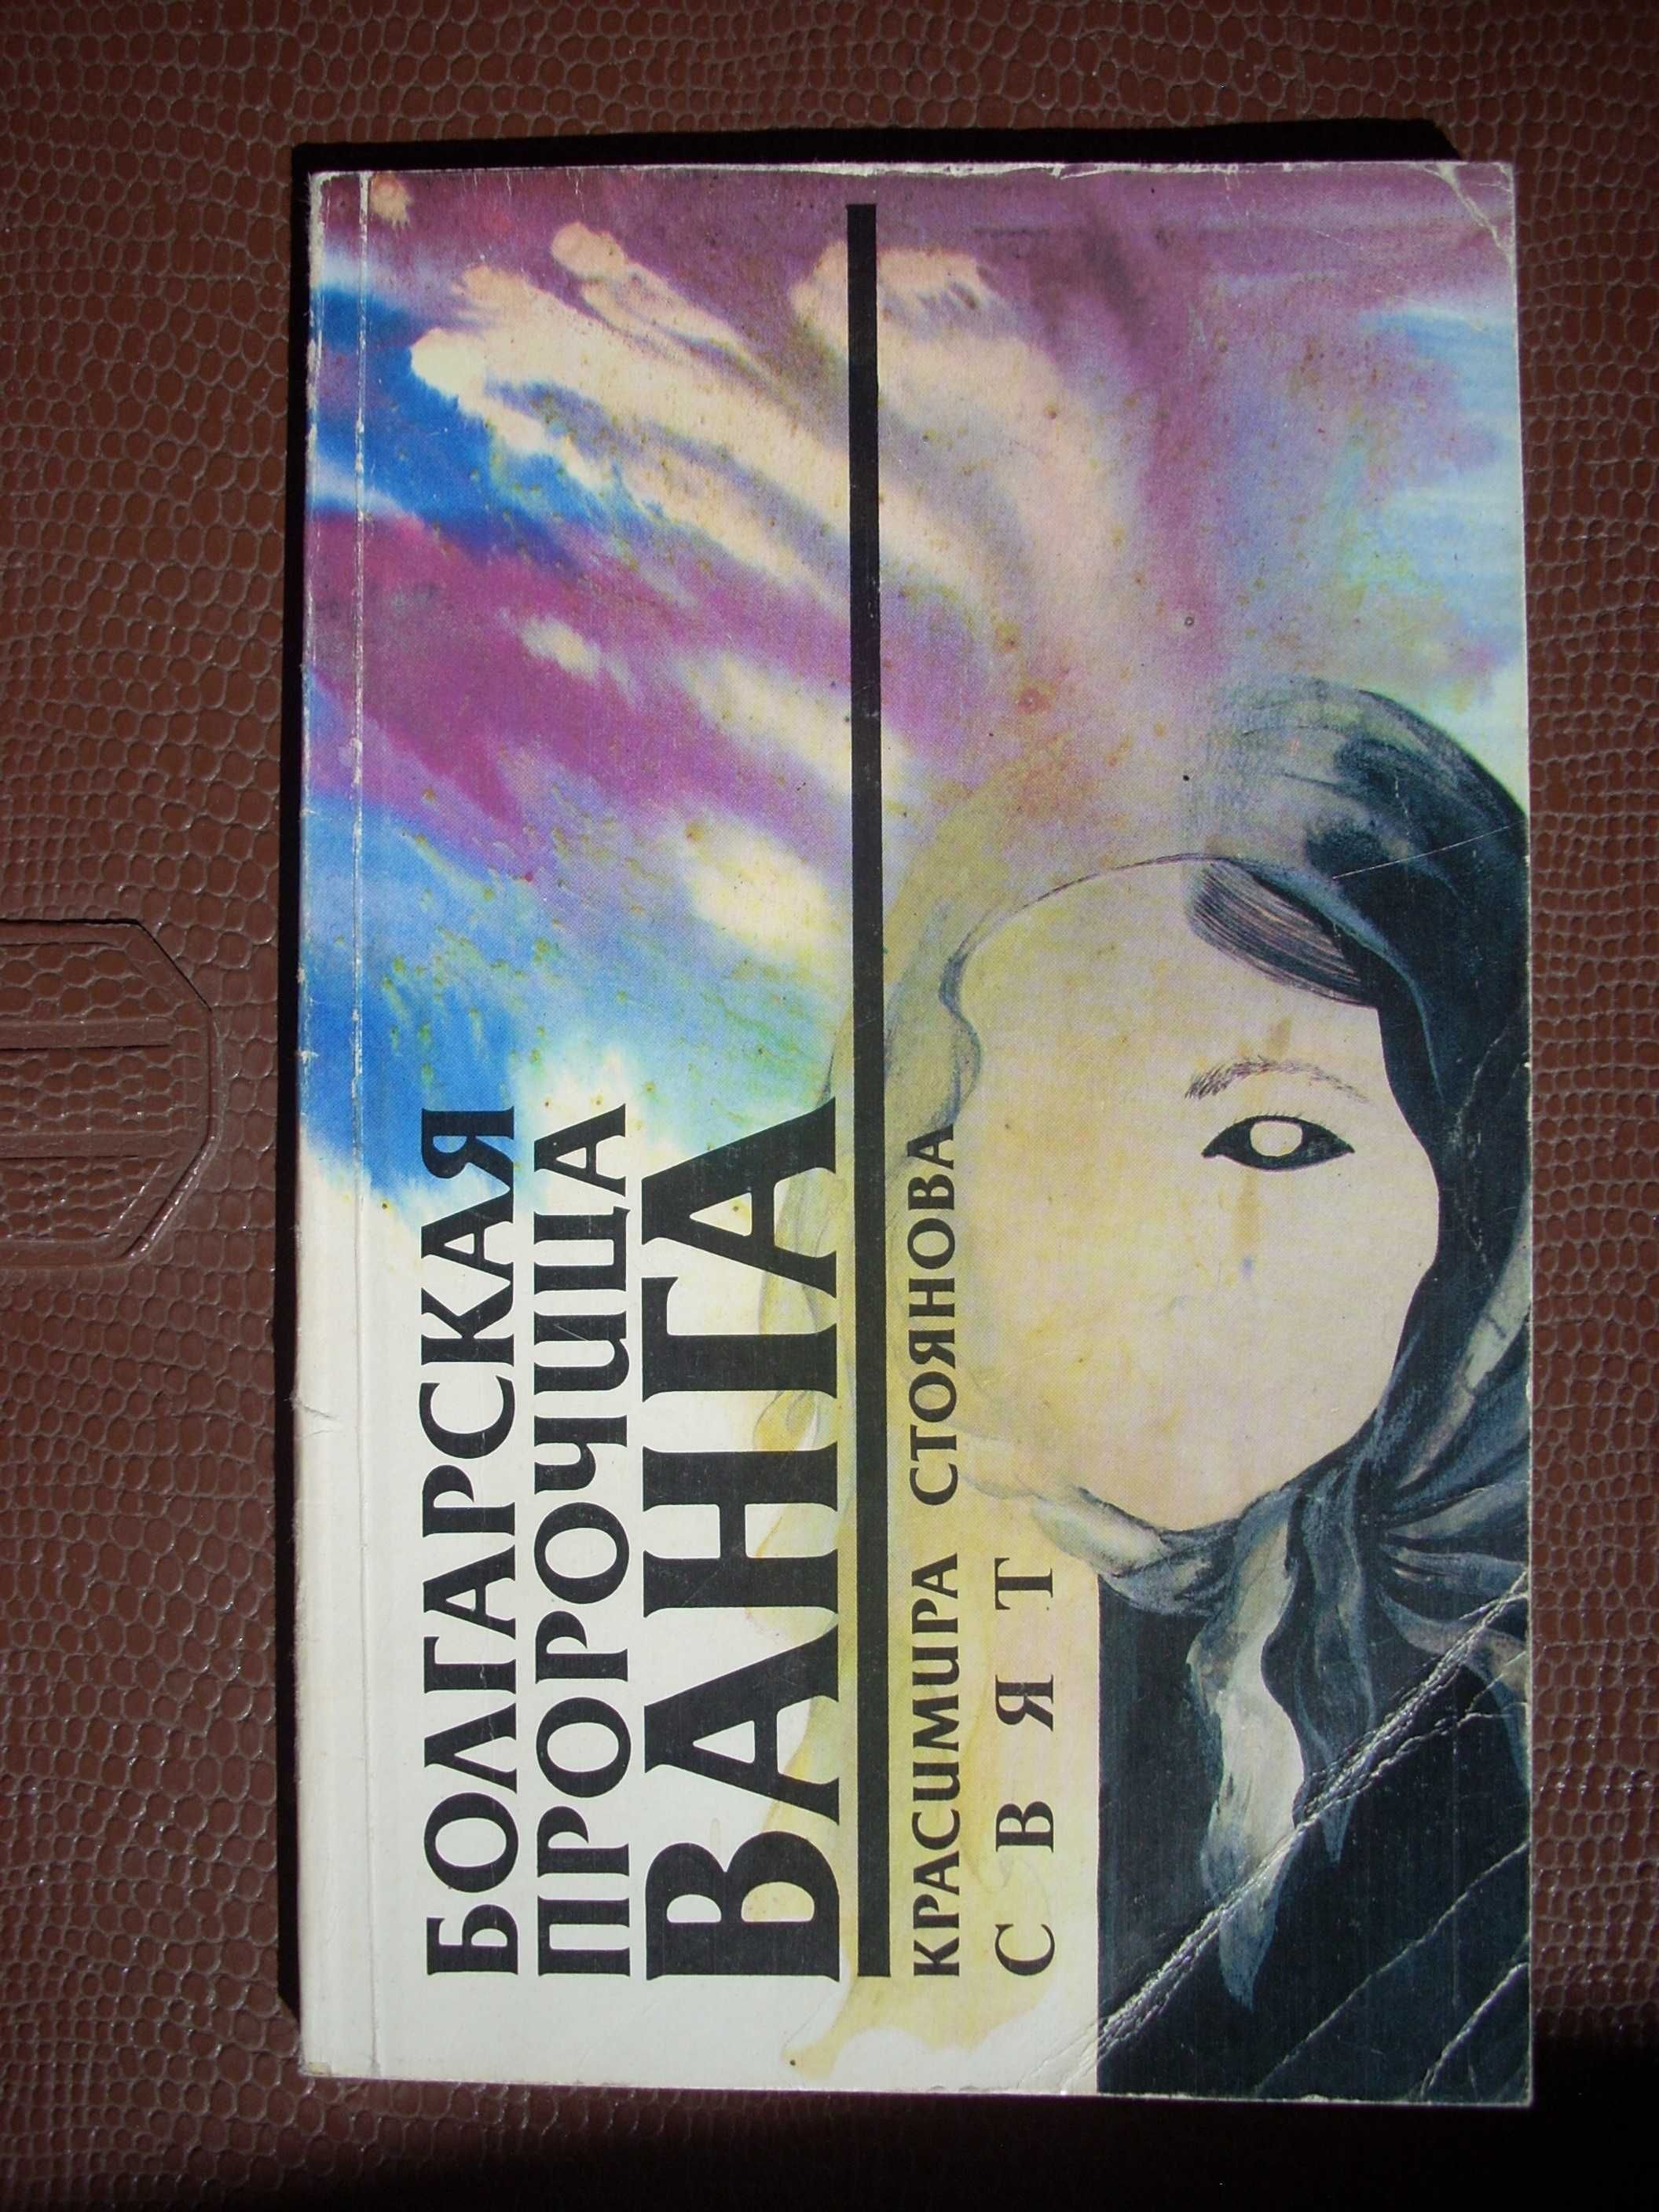 БОЛГАРСКАЯ
ПРОРОЧИЦА
ВАНГА
КРАСИМИРА СТОЯНОВА
СВЯТ